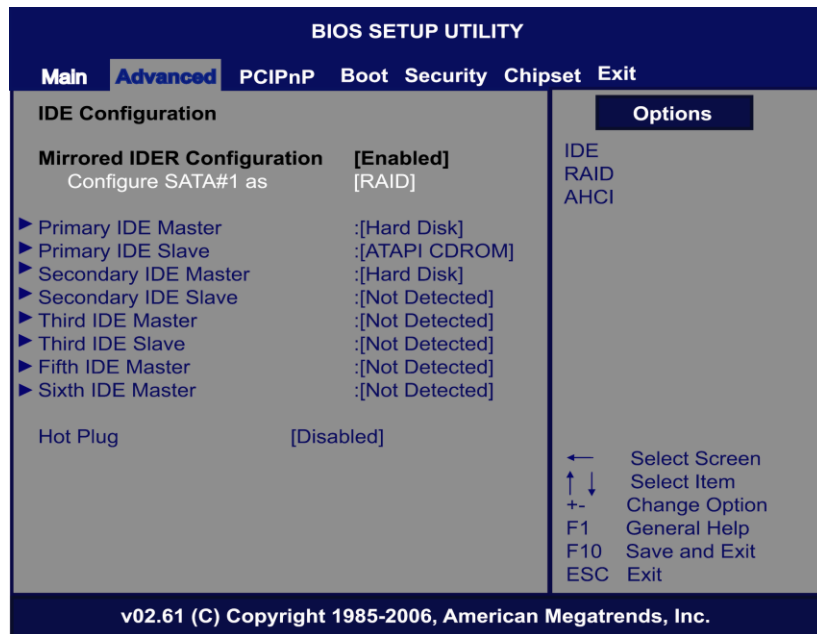 BIOS SETUP UTILITY
Main Advanced PCIPnP Boot Security Chipset Exit
IDE Configuration
Mirrored IDER Configuration [Enabled]
Configure SATA#1 as [RAID]
Primary IDE Master :[Hard Disk]
Primary IDE Slave :[ATAPI CDROM]
Secondary IDE Master :[Hard Disk]
Secondary IDE Slave :[Not Detected]
Third IDE Master :[Not Detected]
Third IDE Slave :[Not Detected]
Fifth IDE Master :[Not Detected]
Sixth IDE Master :[Not Detected]
Hot Plug [Disabled]
Options
IDE
RAID
AHCI
← Select Screen
↑ ↓ Select Item
+- Change Option
F1 General Help
F10 Save and Exit
ESC Exit
v02.61 (C) Copyright 1985-2006, American Megatrends, Inc.